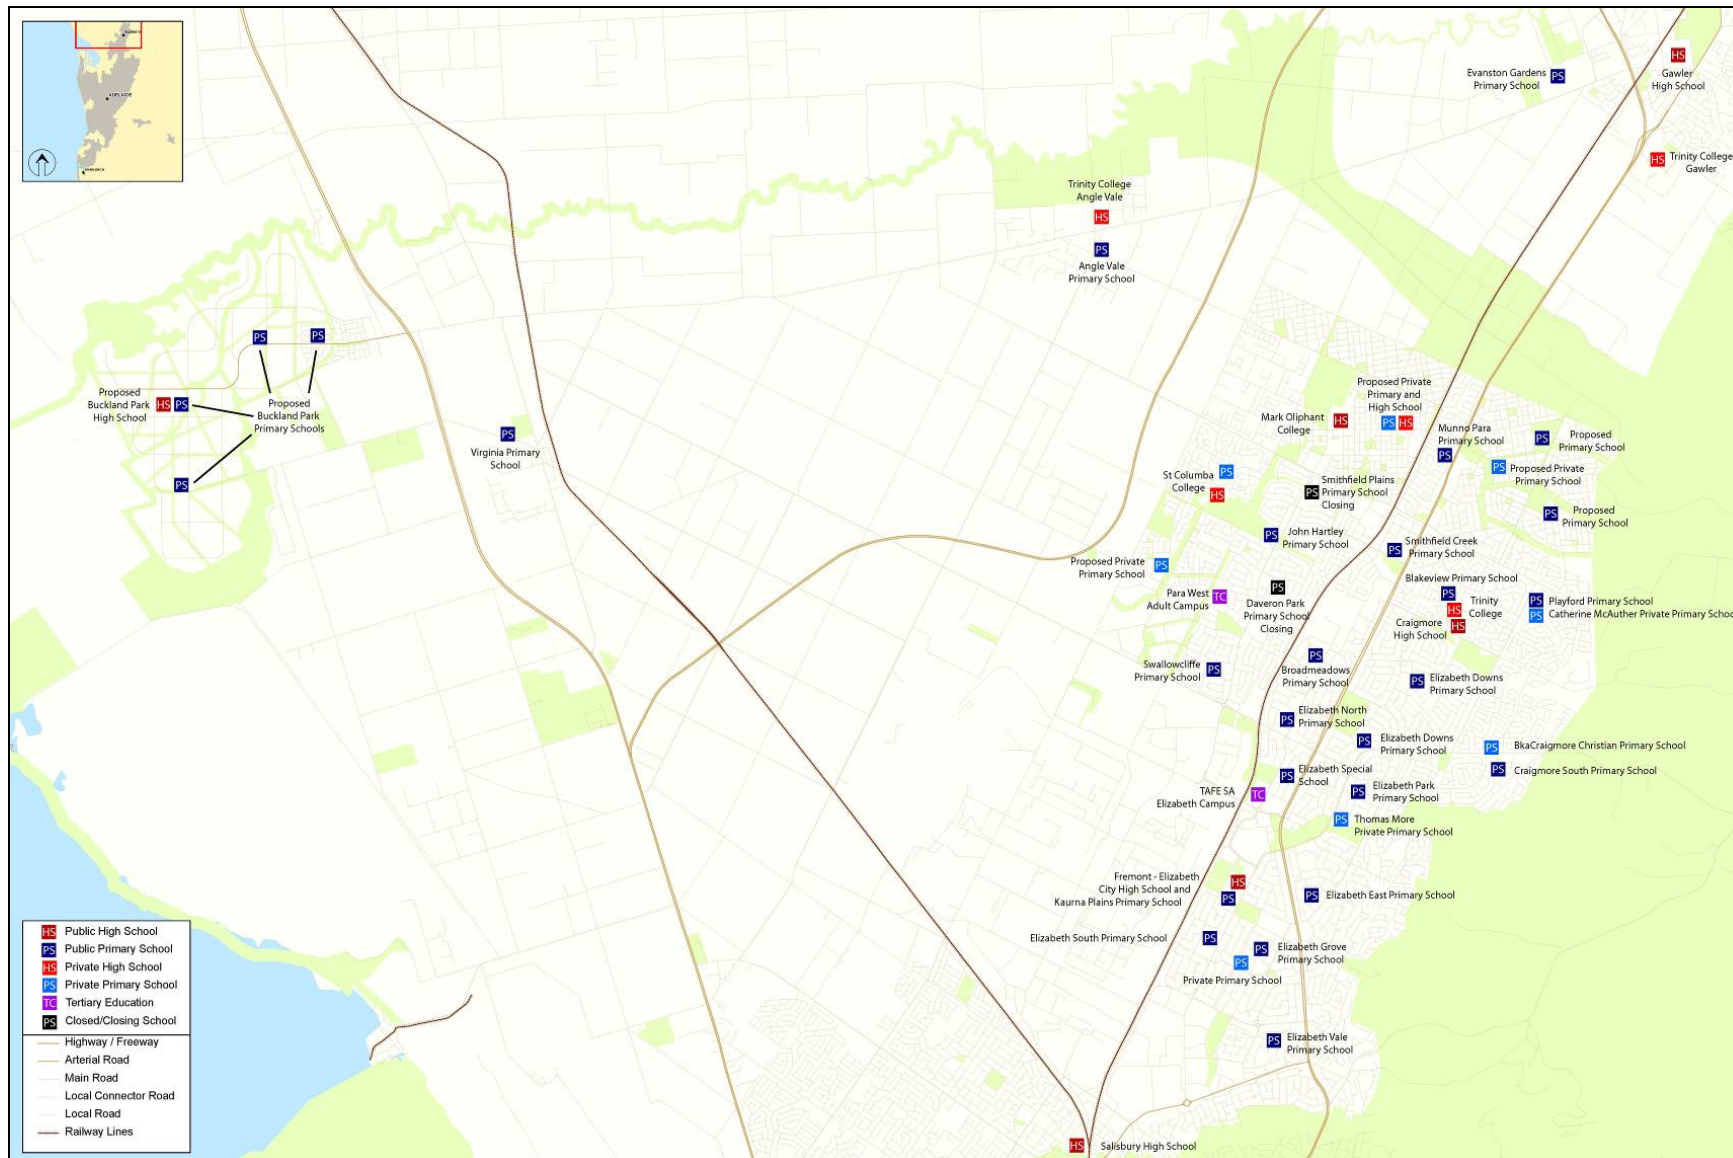 ADELAIDE
Evanston Gardens
Primary School
PS
HS
Gawler
High School
HS
Trinity College
Gawler
Trinity College
Angle Vale
HS
PS
Angle Vale
Primary School
PS
PS
Proposed
Buckland Park
High School
HS
PS
Proposed
Buckland Park
Primary Schools
PS
PS
Virginia Primary
School
Proposed Private
Primary and
High School
PS
HS
Mark Oliphant
College
HS
Munno Para
Primary School
PS
PS
Proposed
Primary School
PS
Proposed Private
Primary School
St Columba
College
PS
HS
PS
Smithfield Plains
Primary School
Closing
PS
Proposed
Primary School
PS
John Hartley
Primary School
PS
Smithfield Creek
Primary School
Proposed Private
Primary School
PS
Para West
Adult Campus
TC
PS
Daveron Park
Primary School
Closing
Blakeview Primary School
PS
HS
Trinity
College
Craigmore
High School
HS
PS
Playford Primary School
PS
Catherine McAuther Private Primary Schoo
Swallowcliffe
Primary School
PS
PS
Broadmeadows
Primary School
PS
Elizabeth Downs
Primary School
PS
Elizabeth North
Primary School
PS
Elizabeth Downs
Primary School
PS
BkaCraigmore Christian Primary School
PS
Craigmore South Primary School
PS
Elizabeth Special
School
TAFE SA
Elizabeth Campus
TC
PS
Elizabeth Park
Primary School
PS
Thomas More
Private Primary School
Fremont - Elizabeth
City High School and
Kaurna Plains Primary School
HS
PS
PS
Elizabeth East Primary School
Elizabeth South Primary School
PS
PS
Elizabeth Grove
Primary School
PS
Private Primary School
PS
Elizabeth Vale
Primary School
HS
Salisbury High School
HS Public High School
PS Public Primary School
HS Private High School
PS Private Primary School
TC Tertiary Education
PS Closed/Closing School
Highway / Freeway
Arterial Road
Main Road
Local Connector Road
Local Road
Railway Lines